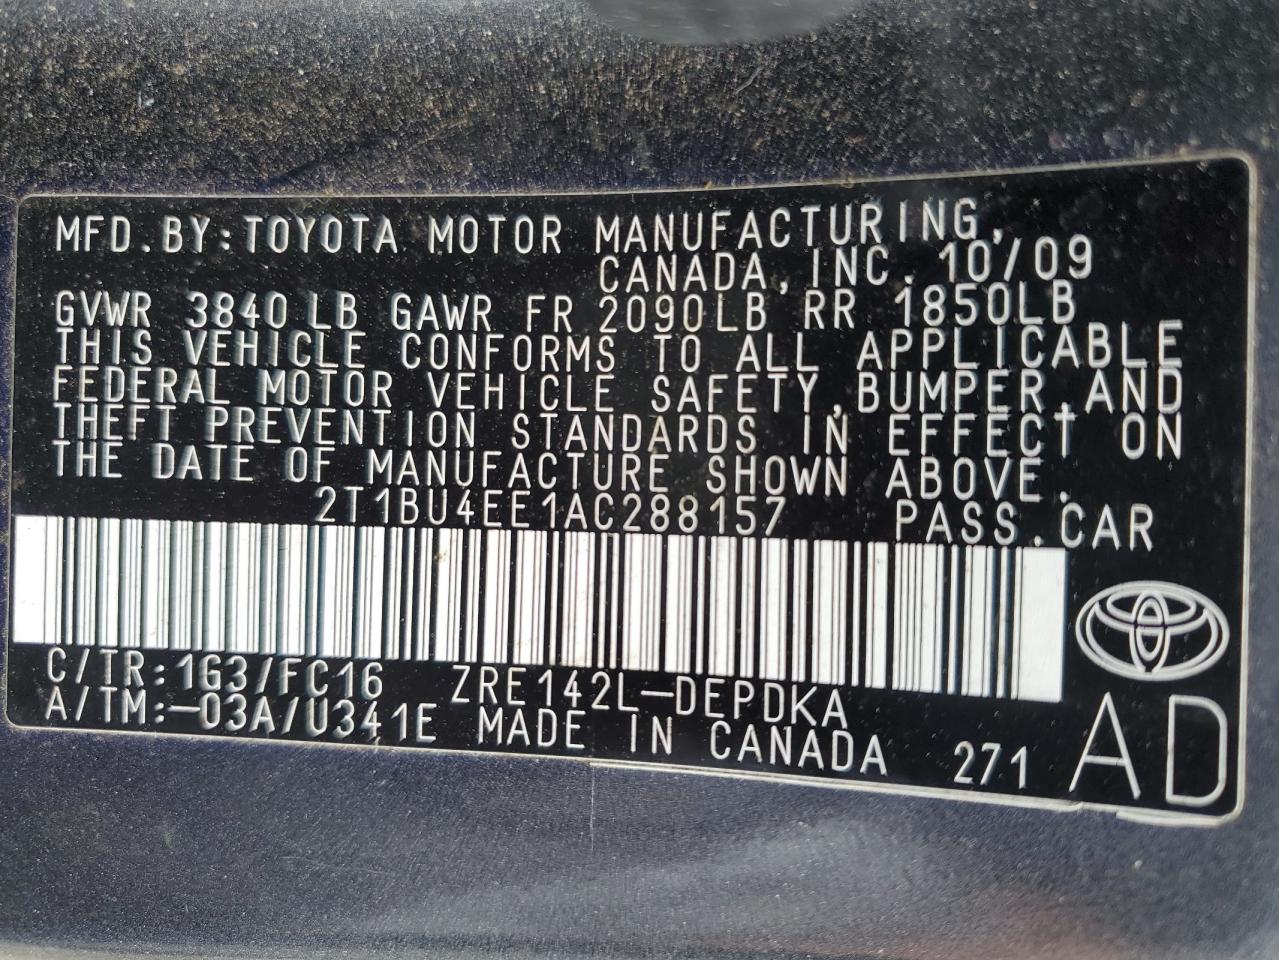 MFD.BY:TOYOTA MOTOR MANUFACTURING,
CANADA,INC. 10/09
GVWR 3840 LB GAWR FR 2090LB RR 1850LB
THIS VEHICLE CONFORMS TO ALL APPLICABLE
FEDERAL MOTOR VEHICLE SAFETY,BUMPER,AND
THEFT PREVENTION STANDARDS IN EFFECT ON
THE DATE OF MANUFACTURE SHOWN ABOVE.
2T1BU4EE1AC288157 PASS.CAR
C/TR:1G3/FC16 ZRE142L-DEPDKA
A/TM:-03A/U341E MADE IN CANADA 271 AD